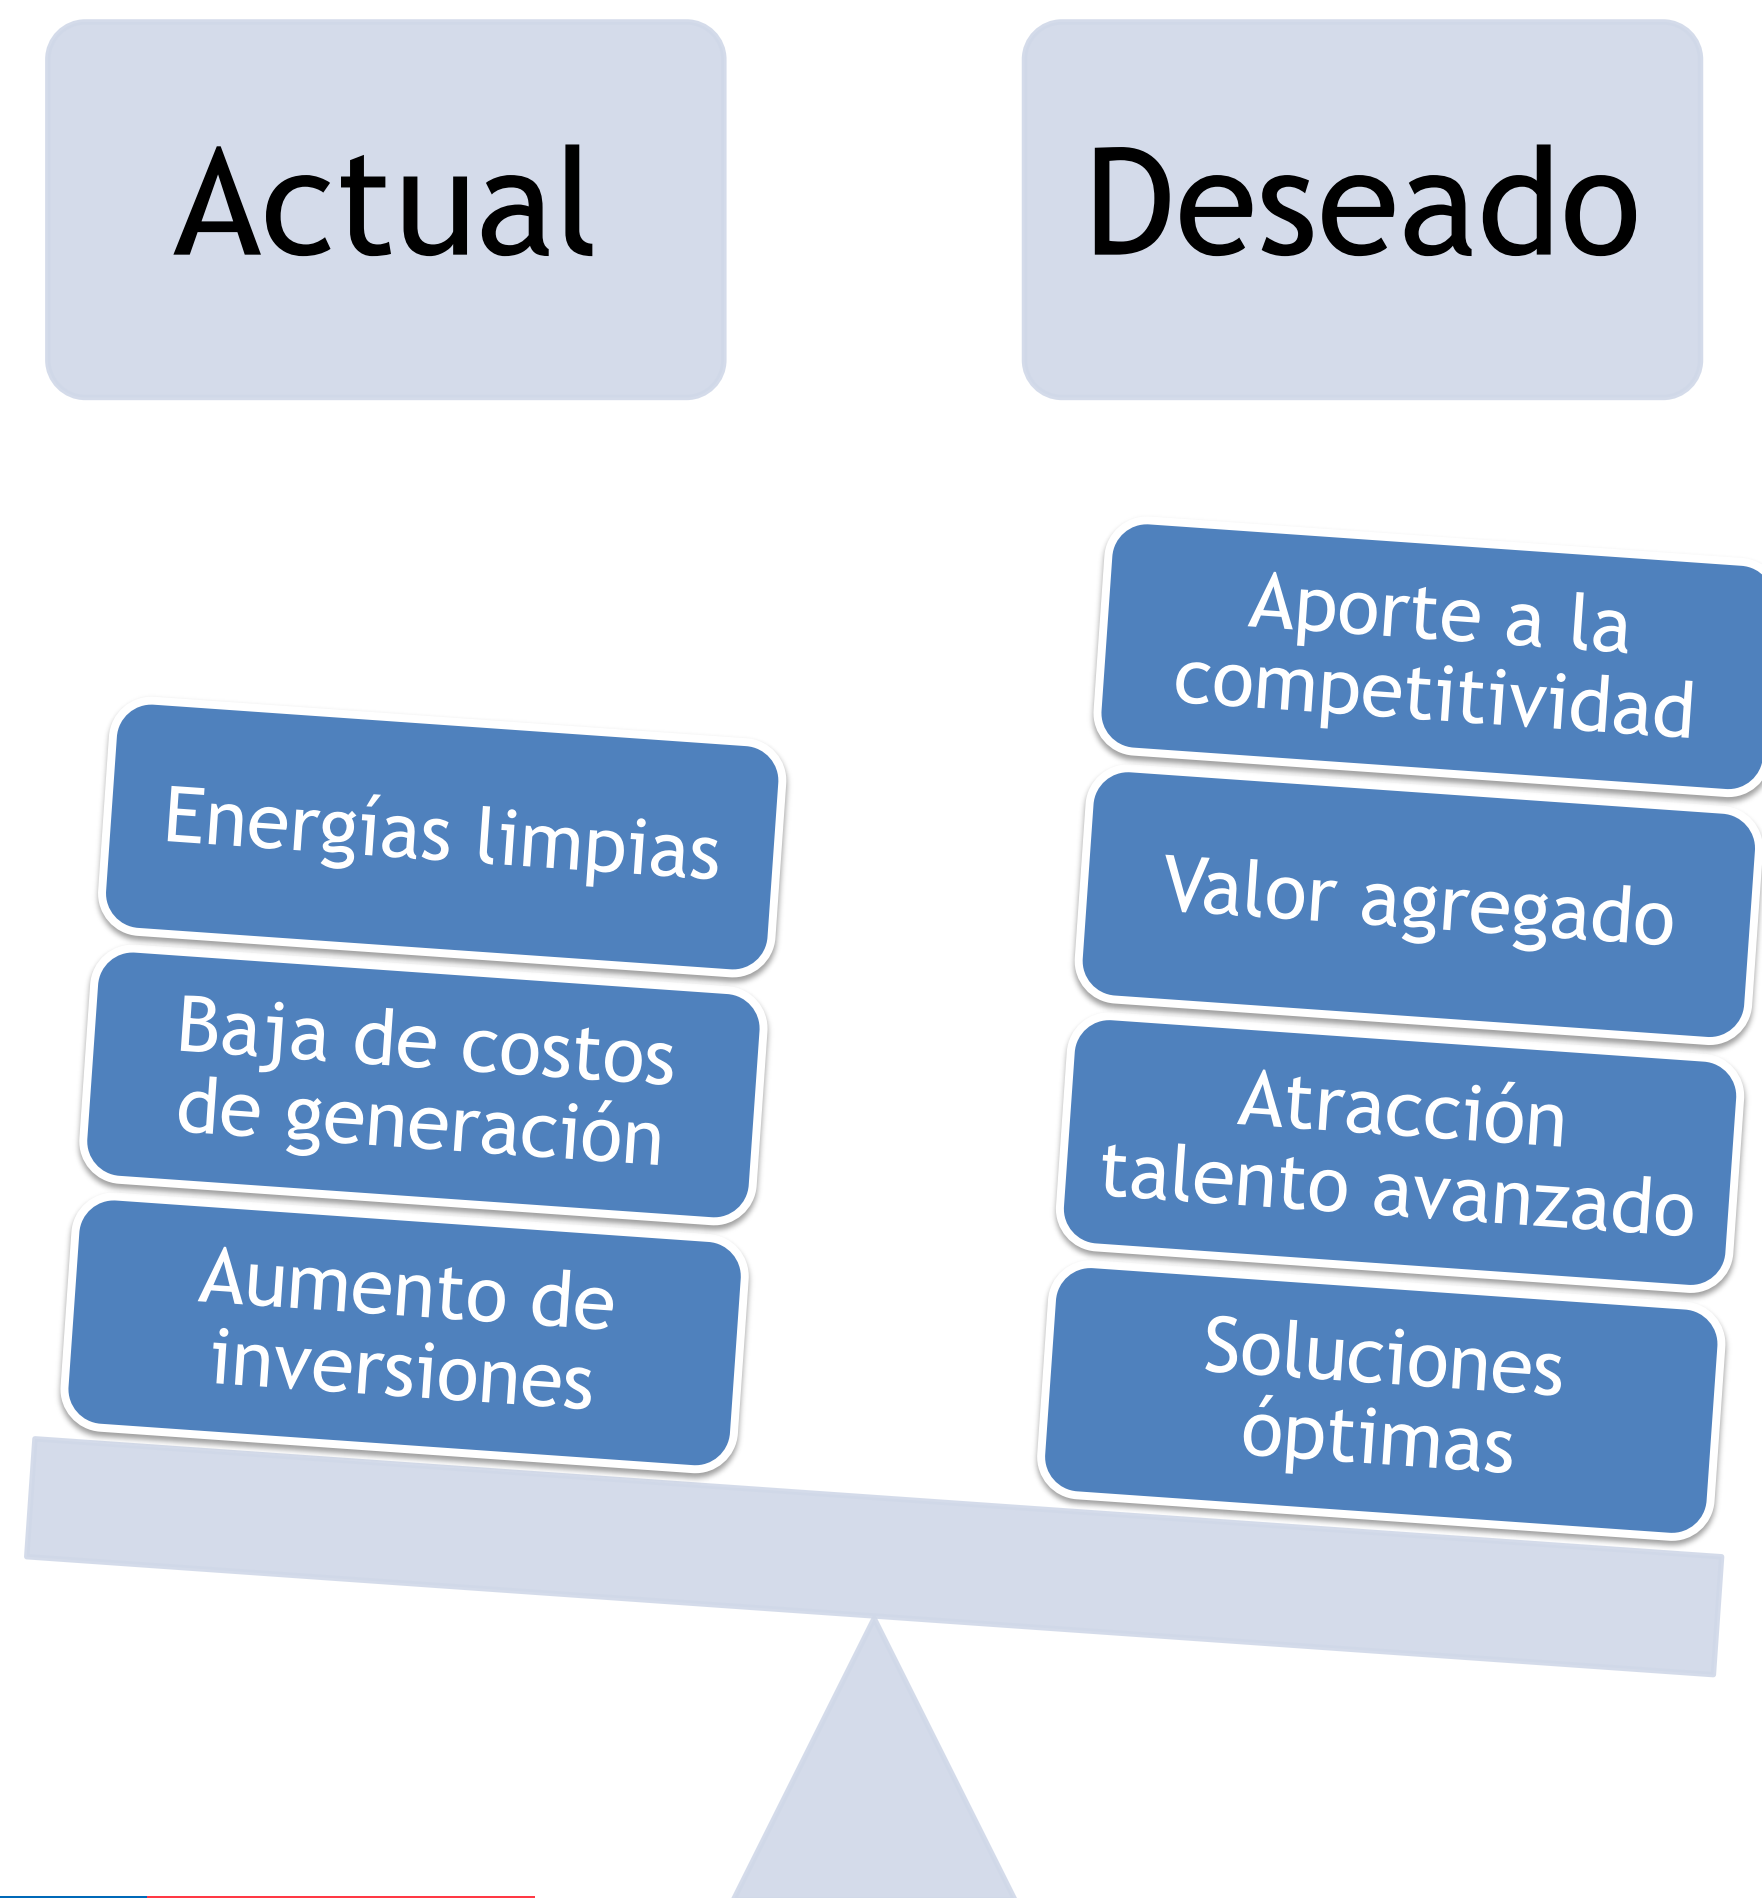 Actual
Deseado
Energías limpias
Baja de costos
de generación
Aumento de
inversiones
Aporte a la
competitividad
Valor agregado
Atracción
talento avanzado
Soluciones
óptimas